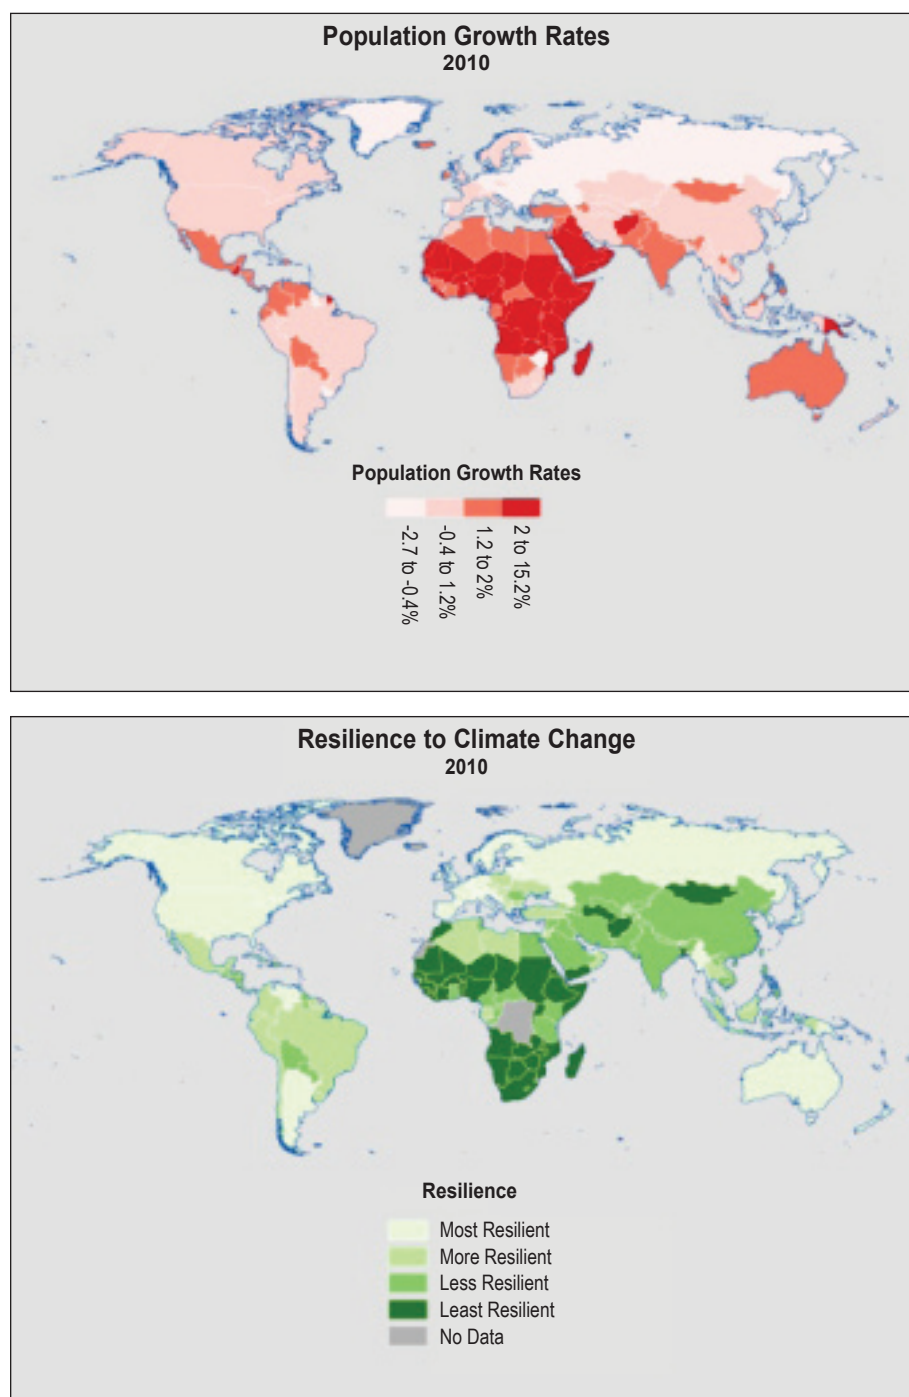 Population Growth Rates
2010
Population Growth Rates
-2.7 to -0.4%
-0.4 to 1.2%
1.2 to 2%
2 to 15.2%
Resilience to Climate Change
2010
Resilience
Most Resilient
More Resilient
Less Resilient
Least Resilient
No Data